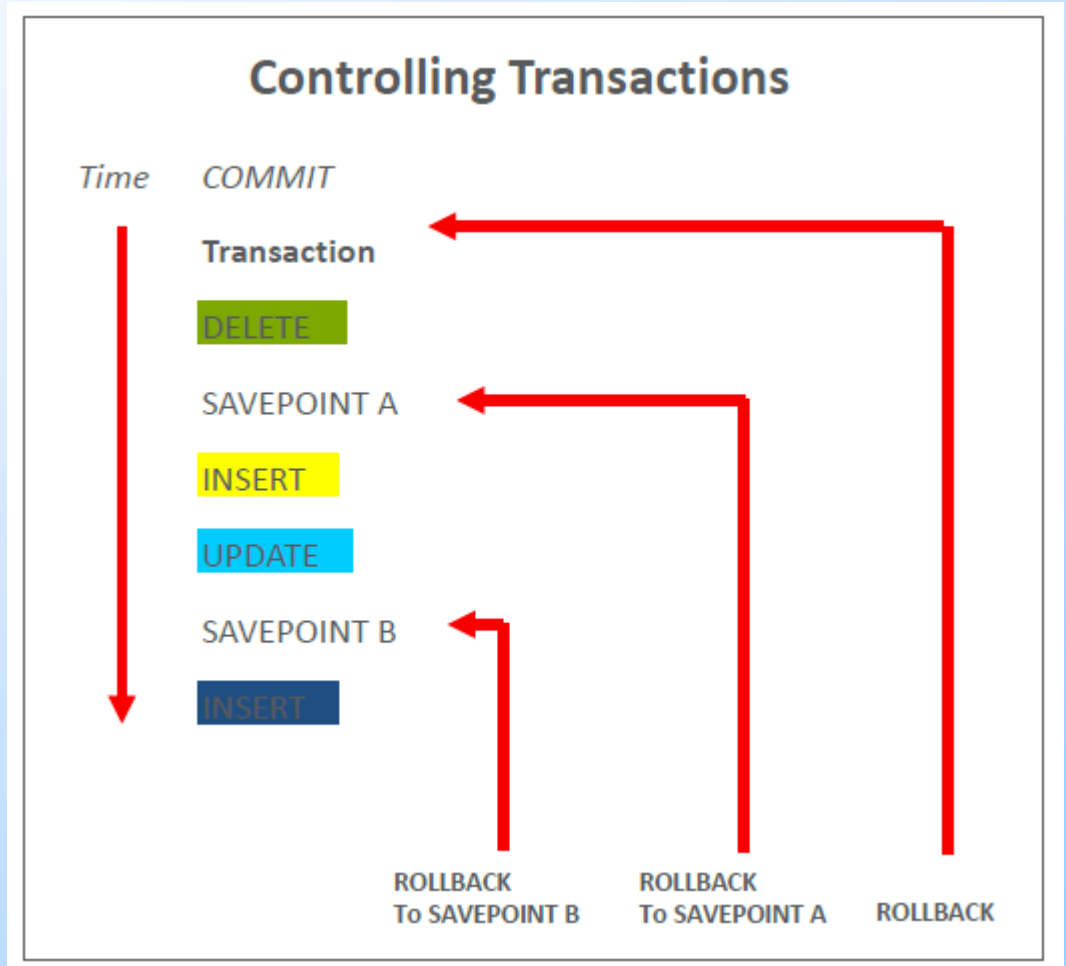 Controlling Transactions
Time COMMIT
Transaction
DELETE
SAVEPOINT A
INSERT
UPDATE
SAVEPOINT B
INSERT
ROLLBACK
To SAVEPOINT B
ROLLBACK
To SAVEPOINT A
ROLLBACK